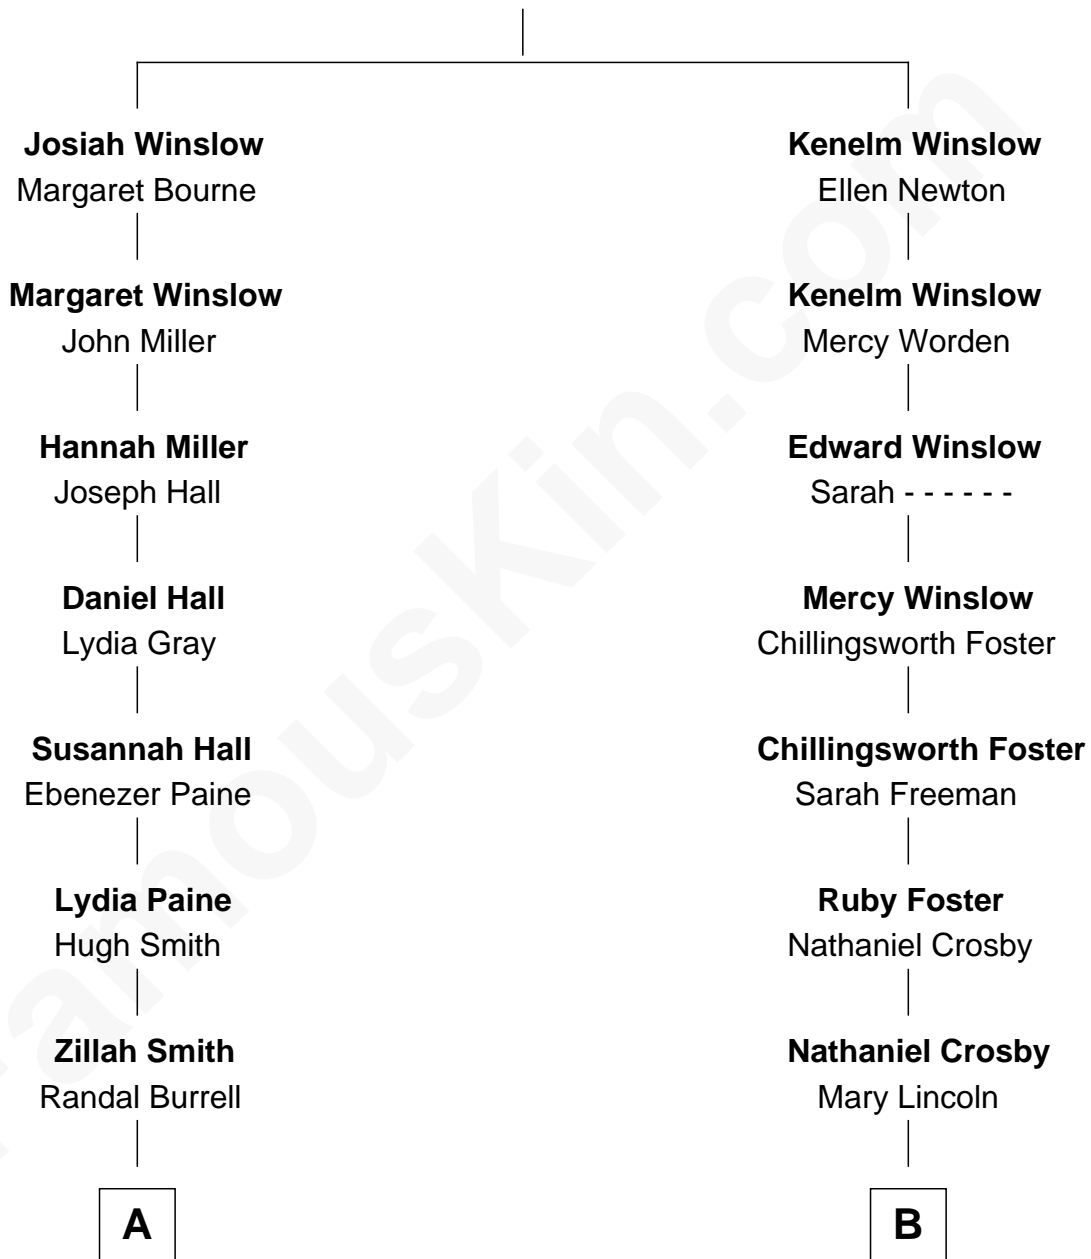 Josiah Winslow
Margaret Bourne
Margaret Winslow
John Miller
Hannah Miller
Joseph Hall
Daniel Hall
Lydia Gray
Susannah Hall
Ebenezer Paine
Lydia Paine
Hugh Smith
Zillah Smith
Randal Burrell
A
Kenelm Winslow
Ellen Newton
Kenelm Winslow
Mercy Worden
Edward Winslow
Sarah - - - - - -
Mercy Winslow
Chillingsworth Foster
Chillingsworth Foster
Sarah Freeman
Ruby Foster
Nathaniel Crosby
Nathaniel Crosby
Mary Lincoln
B
FamousKin.com